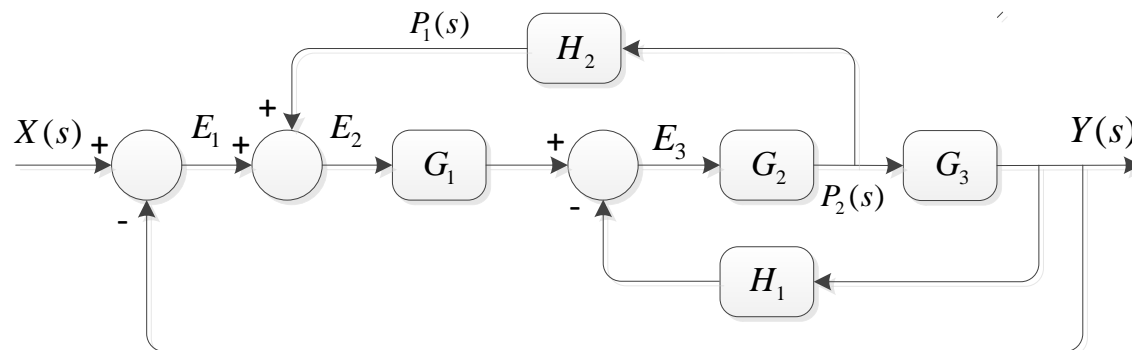 P₁(s)
H₂
X(s)
+
E₁
+
+
E₂
G₁
+
E₃
G₂
P₂(s)
G₃
Y(s)
-
-
H₁